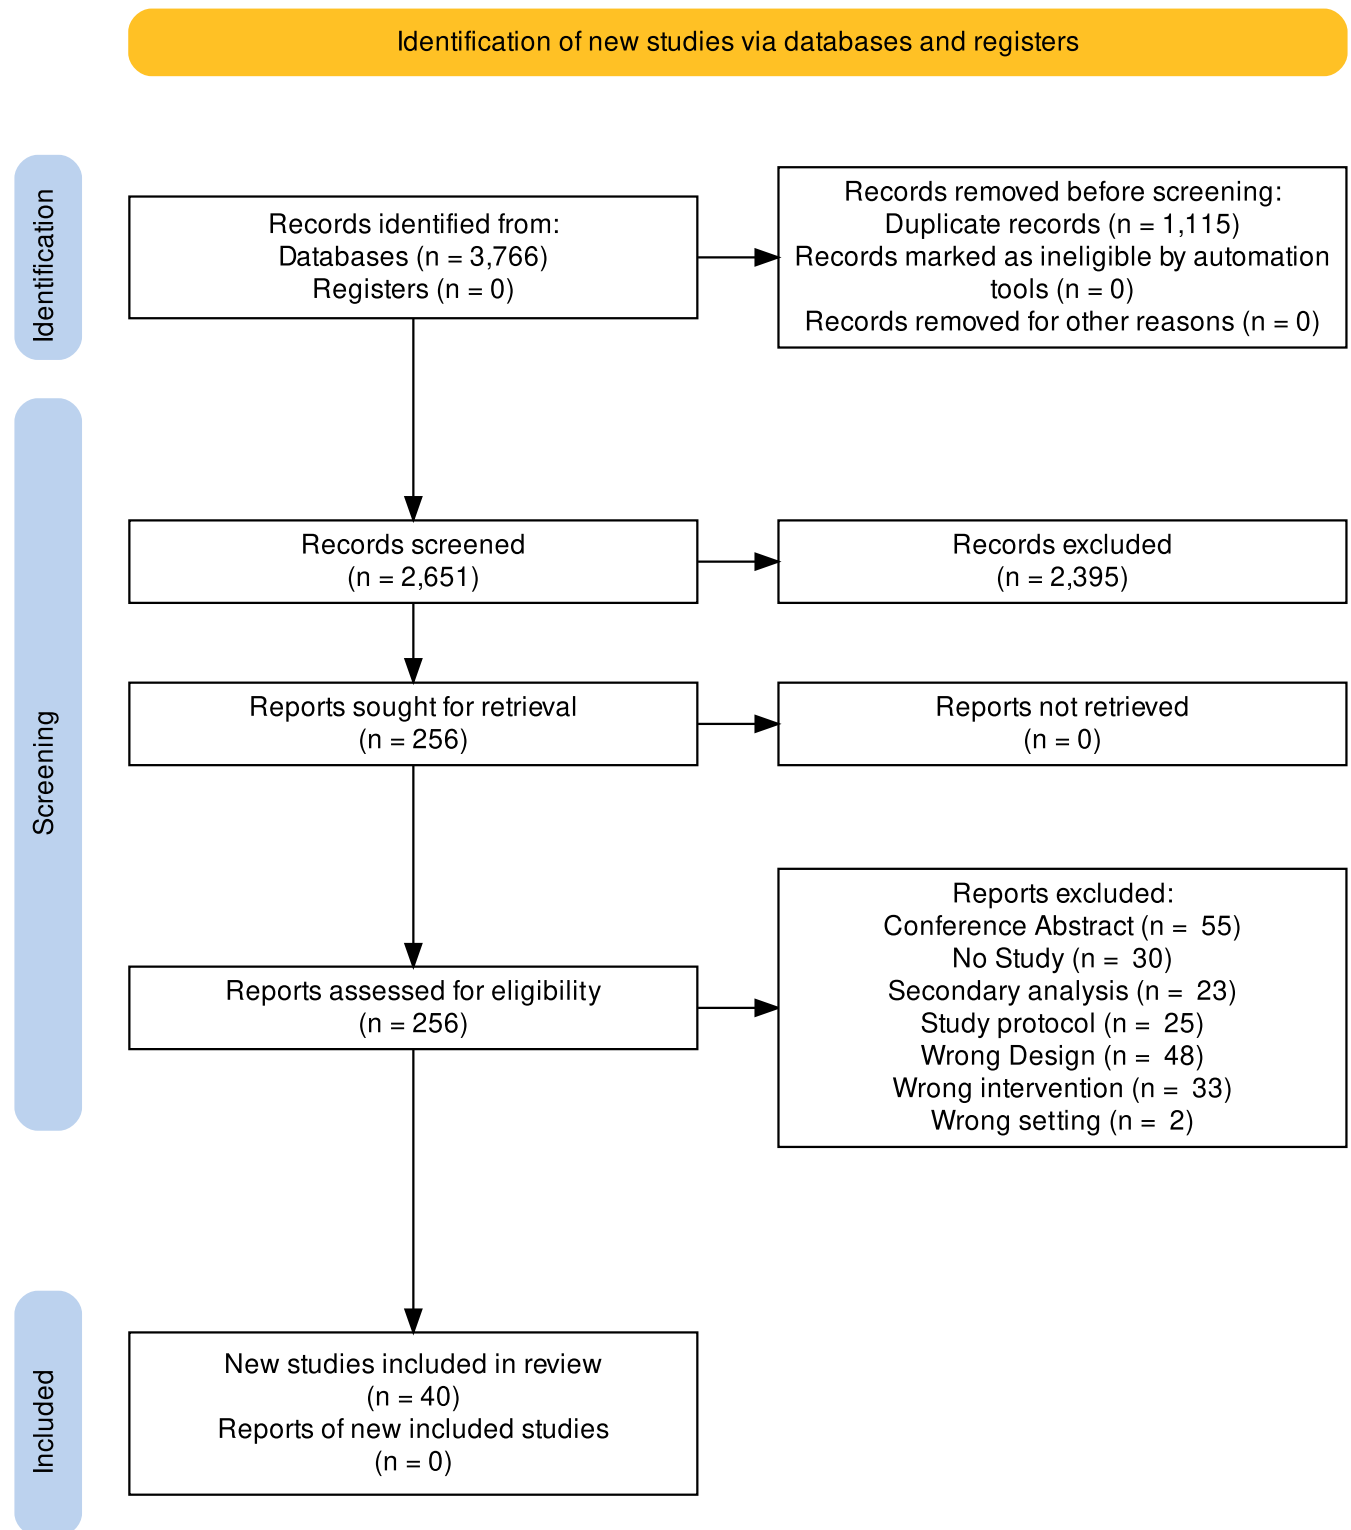 Identification of new studies via databases and registers
Identification
Records identified from:
Databases (n = 3,766)
Registers (n = 0)
Records removed before screening:
Duplicate records (n = 1,115)
Records marked as ineligible by automation
tools (n = 0)
Records removed for other reasons (n = 0)
Screening
Records screened
(n = 2,651)
Records excluded
(n = 2,395)
Reports sought for retrieval
(n = 256)
Reports not retrieved
(n = 0)
Reports assessed for eligibility
(n = 256)
Reports excluded:
Conference Abstract (n =  55)
No Study (n =  30)
Secondary analysis (n =  23)
Study protocol (n =  25)
Wrong Design (n =  48)
Wrong intervention (n =  33)
Wrong setting (n =  2)
Included
New studies included in review
(n = 40)
Reports of new included studies
(n = 0)